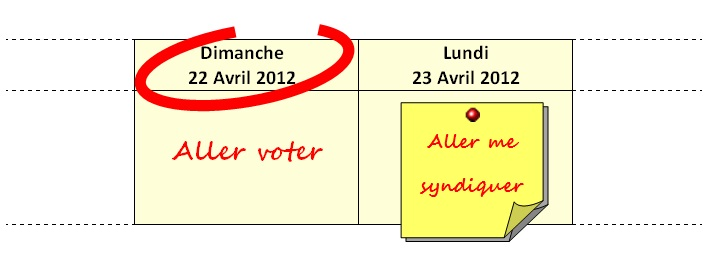 Dimanche
22 Avril 2012
Lundi
23 Avril 2012
Aller voter
Aller me
syndiquer